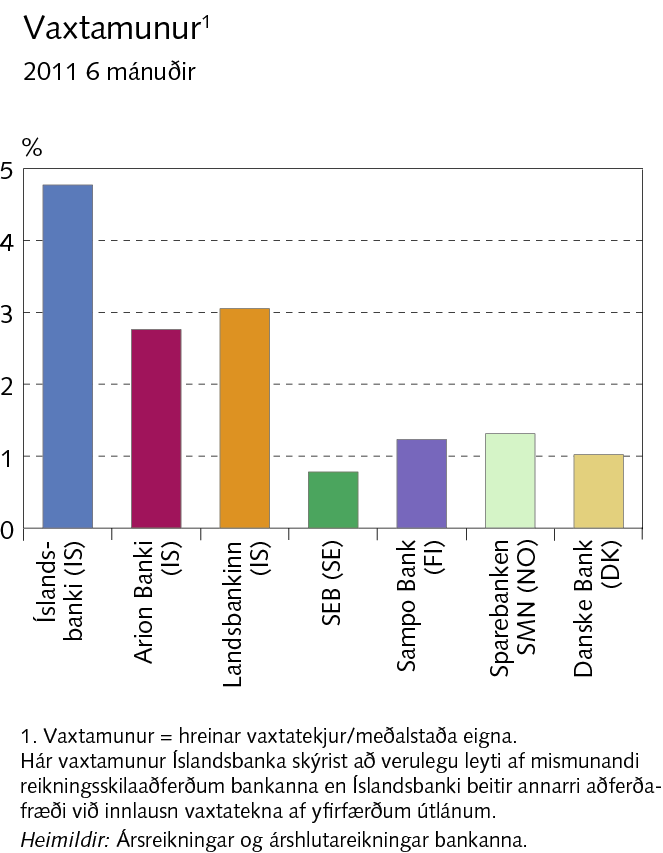 Vaxtamunur¹
2011 6 mánuðir
%
5
4
3
2
1
0
Íslands-
banki (IS)
Arion Banki
(IS)
Landsbankinn
(IS)
SEB (SE)
Sampo Bank
(FI)
Sparebanken
SMN (NO)
Danske Bank
(DK)
1. Vaxtamunur = hreinar vaxtatekjur/meðalstaða eigna.
Hár vaxtamunur Íslandsbanka skýrist að verulegu leyti af mismunandi
reikningsskilaaðferðum bankanna en Íslandsbanki beitir annarri aðferða-
fræði við innlausn vaxtatekna af yfirfærðum útlánum.
Heimildir: Ársreikningar og árshlutareikningar bankanna.